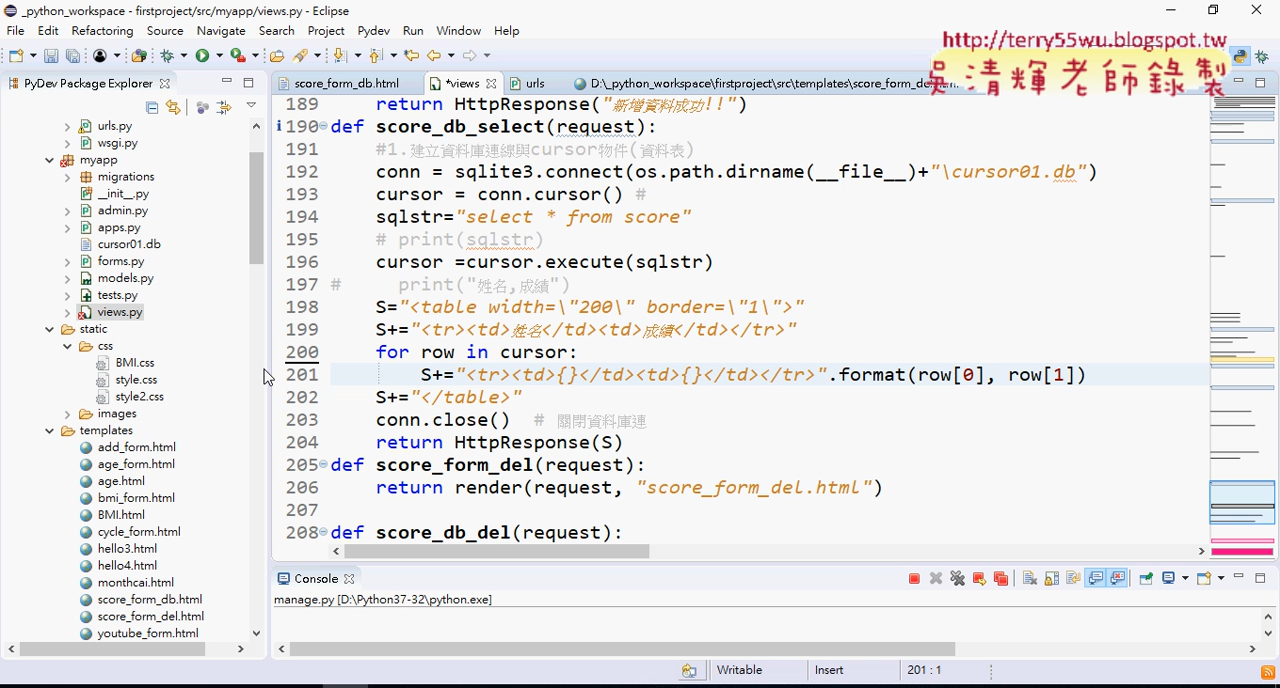 _python_workspace - firstproject/src/myapp/views.py - Eclipse
File Edit Refactoring Source Navigate Search Project Pydev Run Window Help
http://terry55wu.blogspot.tw
吳清輝老師錄製
PyDev Package Explorer
score_form_db.html *views urls D:\_python_workspace\firstproject\src\templates\score_form_de
urls.py
wsgi.py
myapp
migrations
__init__.py
admin.py
apps.py
cursor01.db
forms.py
models.py
tests.py
views.py
static
css
BMI.css
style.css
style2.css
images
templates
add_form.html
age_form.html
age.html
bmi_form.html
BMI.html
cycle_form.html
hello3.html
hello4.html
monthcai.html
score_form_db.html
score_form_del.html
youtube_form.html
189 return HttpResponse("新增資料成功!!")
190 def score_db_select(request):
191 #1.建立資料庫連線與cursor物件(資料表)
192 conn = sqlite3.connect(os.path.dirname(__file__)+"\cursor01.db")
193 cursor = conn.cursor() #
194 sqlstr="select * from score"
195 # print(sqlstr)
196 cursor =cursor.execute(sqlstr)
197 # print("姓名,成績")
198 S="<table width=\"200\" border=\"1\">"
199 S+="<tr><td>姓名</td><td>成績</td></tr>"
200 for row in cursor:
201 S+="<tr><td>{}</td><td>{}</td></tr>".format(row[0], row[1])
202 S+="</table>"
203 conn.close() # 關閉資料庫連
204 return HttpResponse(S)
205 def score_form_del(request):
206 return render(request, "score_form_del.html")
207
208 def score_db_del(request):
Console
manage.py [D:\Python37-32\python.exe]
Writable Insert 201 : 1